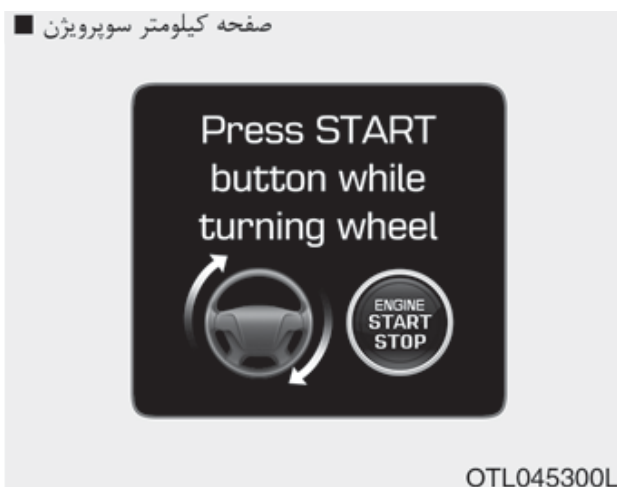 ■ صفحه کیلومتر سوپرویژن
Press START
button while
turning wheel
ENGINE
START
STOP
OTL045300L